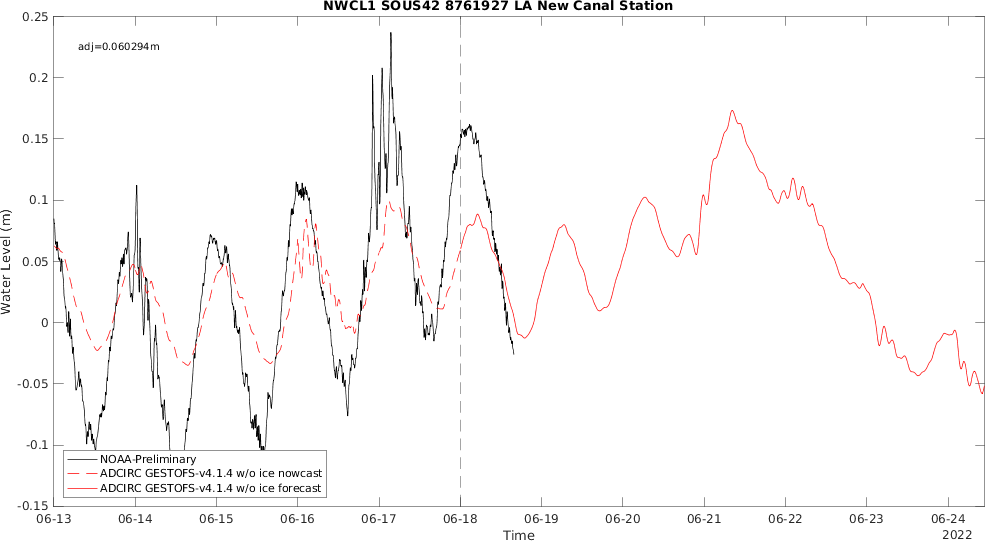 NWCL1 SOUS42 8761927 LA New Canal Station
adj=0.060294m
Water Level (m)
0.25
0.2
0.15
0.1
0.05
0
-0.05
-0.1
-0.15
NOAA-Preliminary
ADCIRC GESTOFS-v4.1.4 w/o ice nowcast
ADCIRC GESTOFS-v4.1.4 w/o ice forecast
06-13 06-14 06-15 06-16 06-17 06-18 06-19 06-20 06-21 06-22 06-23 06-24
Time
2022